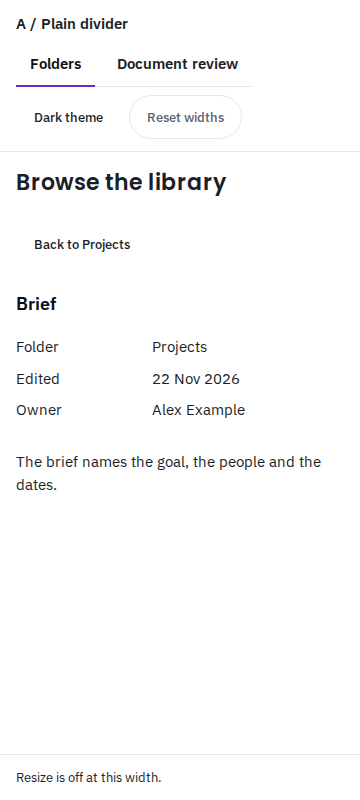 A / Plain divider
Folders Document review
Dark theme Reset widths
Browse the library
Back to Projects
Brief
Folder Projects
Edited 22 Nov 2026
Owner Alex Example
The brief names the goal, the people and the
dates.
Resize is off at this width.